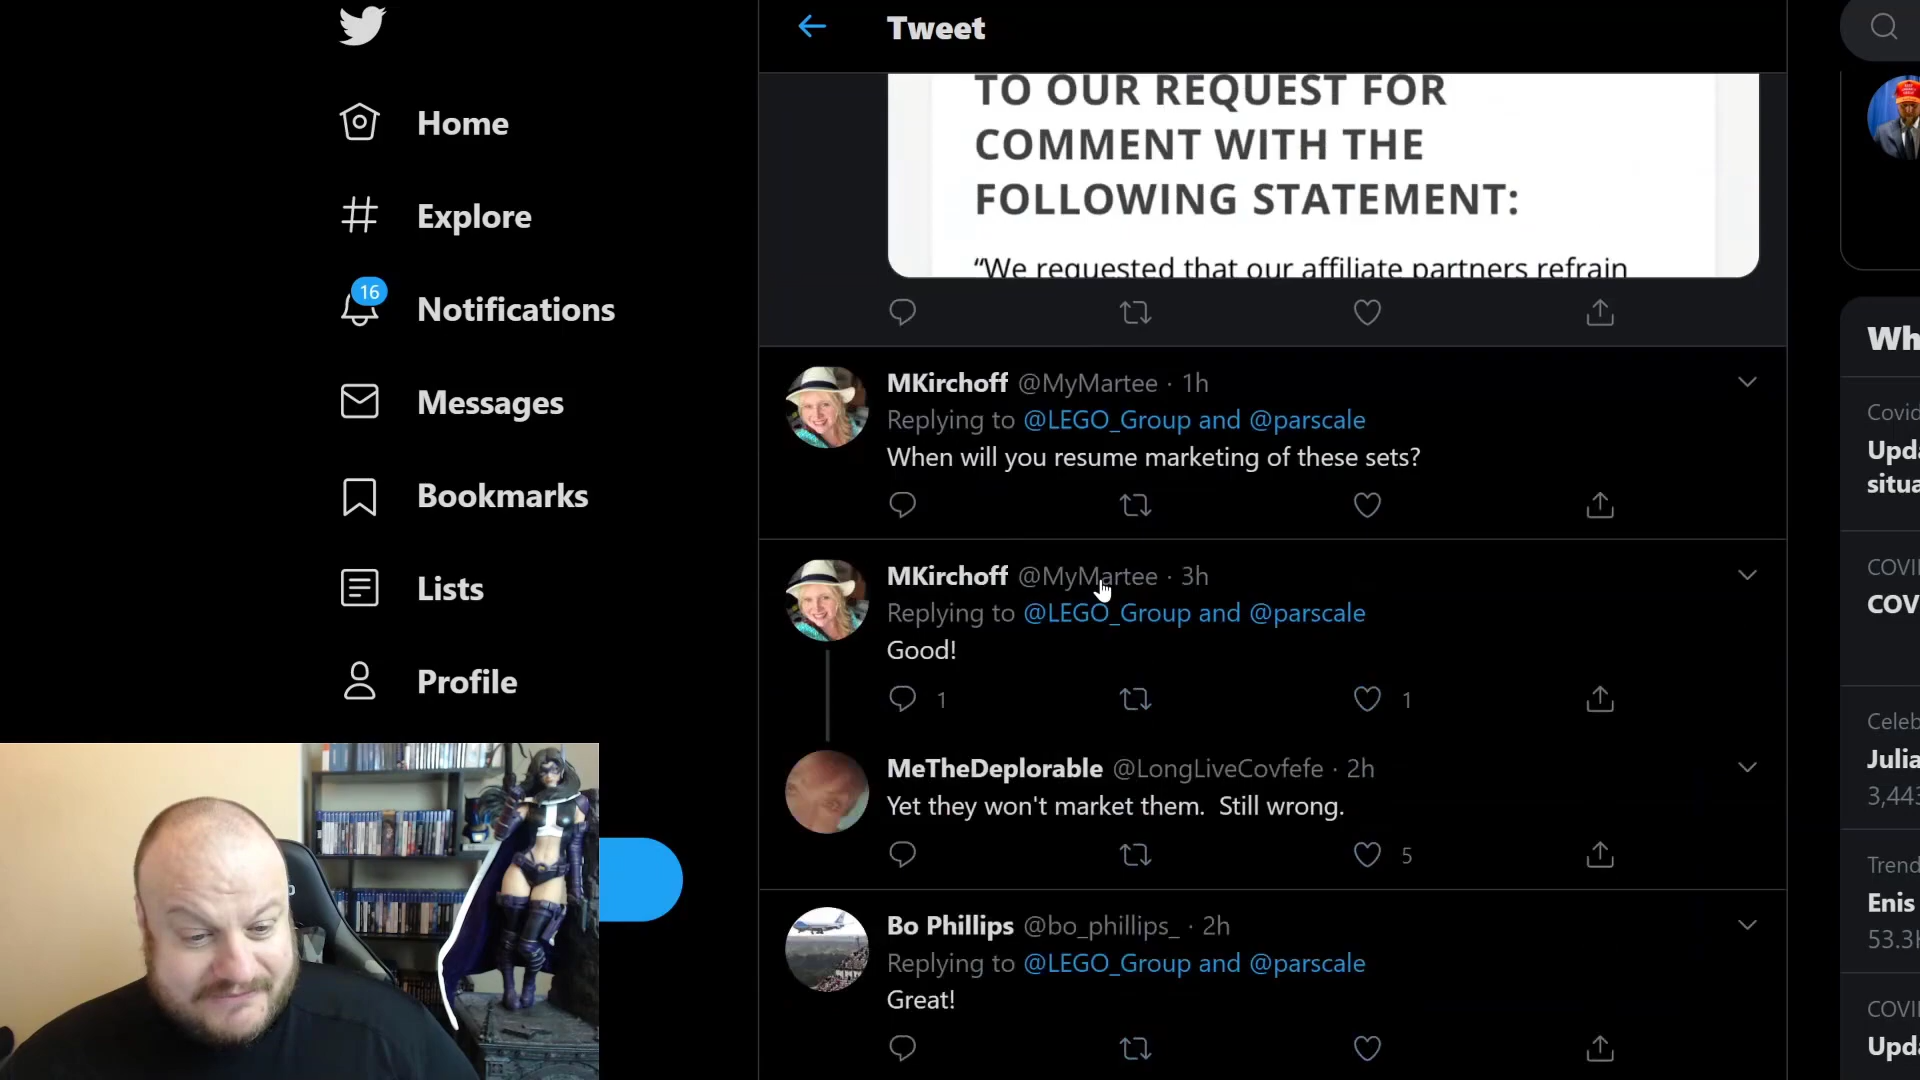 Tweet
Home
Explore
16
Notifications
Messages
Bookmarks
Lists
Profile
TO OUR REQUEST FOR
COMMENT WITH THE
FOLLOWING STATEMENT:
“We requested that our affiliate partners refrain
MKirchoff @MyMartee · 1h
Replying to @LEGO_Group and @parscale
When will you resume marketing of these sets?
MKirchoff @MyMartee · 3h
Replying to @LEGO_Group and @parscale
Good!
1 1
MeTheDeplorable @LongLiveCovfefe · 2h
Yet they won't market them. Still wrong.
5
Bo Phillips @bo_phillips_ · 2h
Replying to @LEGO_Group and @parscale
Great!
Wh
Covid
Upda
situa
COVI
COV
Celeb
Julia
3,443
Trend
Enis
53.3K
COVI
Upda